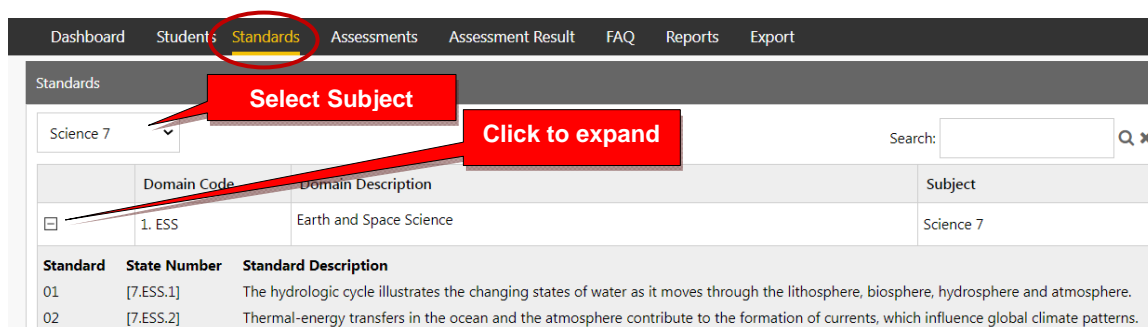 Dashboard Students Standards Assessments Assessment Result FAQ Reports Export
Standards
Select Subject
Science 7
Click to expand
Search:
Domain Code Domain Description Subject
1. ESS Earth and Space Science Science 7
Standard State Number Standard Description
01 [7.ESS.1] The hydrologic cycle illustrates the changing states of water as it moves through the lithosphere, biosphere, hydrosphere and atmosphere.
02 [7.ESS.2] Thermal-energy transfers in the ocean and the atmosphere contribute to the formation of currents, which influence global climate patterns.